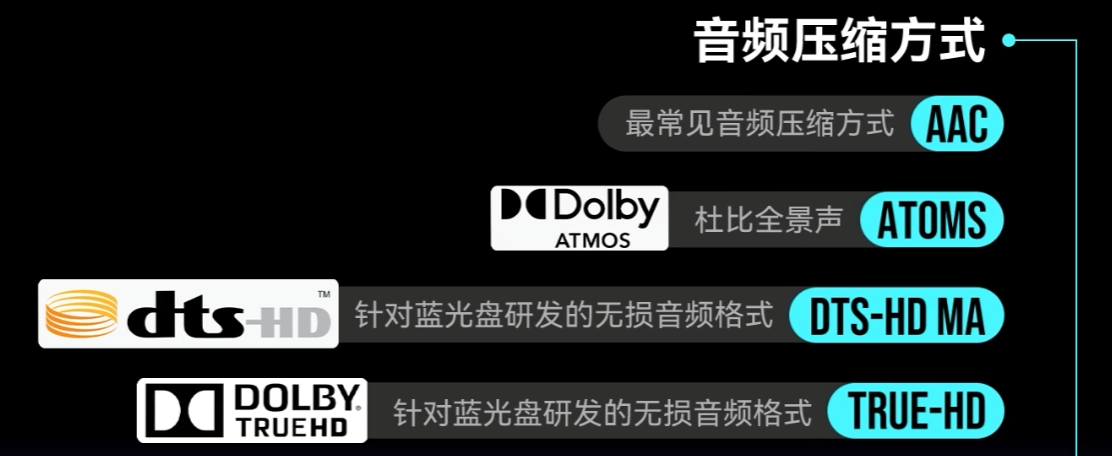 音频压缩方式
最常见音频压缩方式 AAC
Dolby ATMOS 杜比全景声 ATOMS
dts-HD TM 针对蓝光盘研发的无损音频格式 DTS-HD MA
DOLBY TRUEHD 针对蓝光盘研发的无损音频格式 TRUE-HD